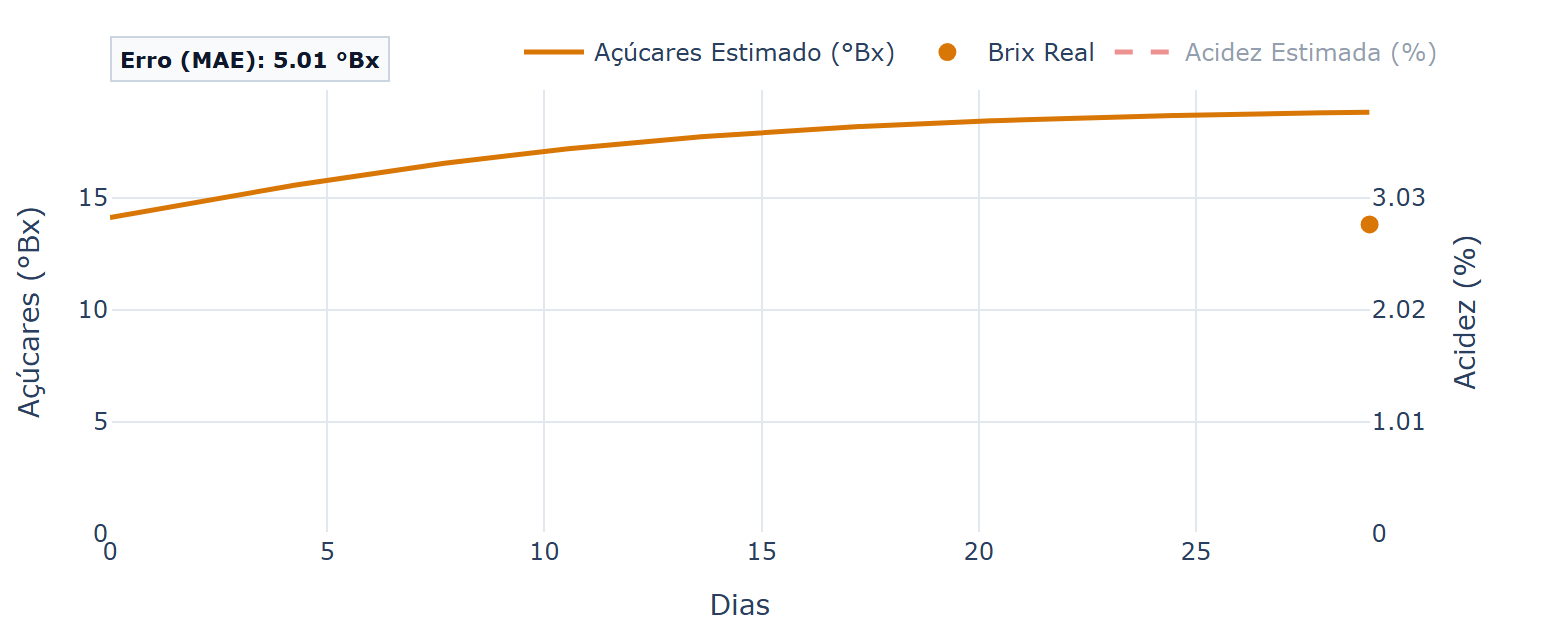 Erro (MAE): 5.01 ºBx
Açúcares Estimado (°Bx)
Brix Real
Acidez Estimada (%)
Açúcares (°Bx)
15
10
5
0
3.03
2.02
1.01
0
Acidez (%)
0 5 10 15 20 25
Dias